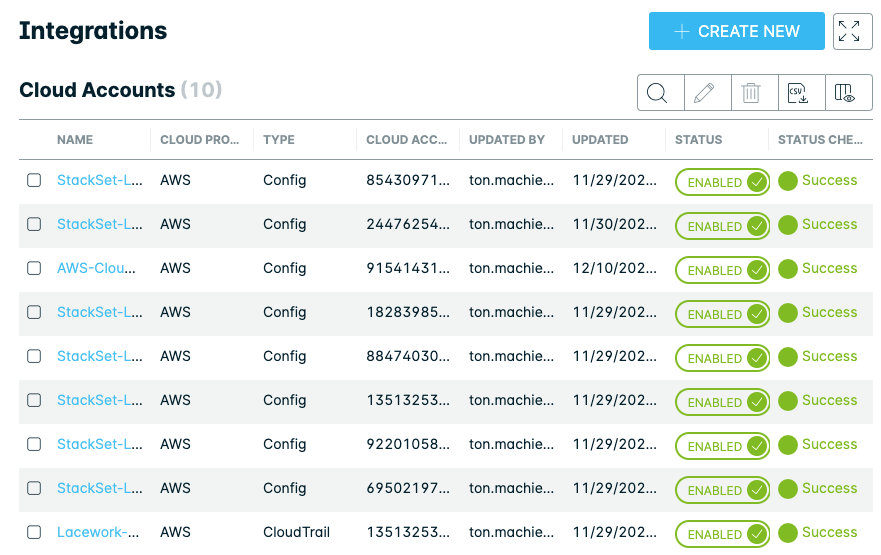 Integrations
CREATE NEW
Cloud Accounts (10)
CSV
NAME CLOUD PRO... TYPE CLOUD ACC... UPDATED BY UPDATED STATUS STATUS CHE...
StackSet-L... AWS Config 85430971... ton.machie... 11/29/202... ENABLED Success
StackSet-L... AWS Config 24476254... ton.machie... 11/30/202... ENABLED Success
AWS-Clou... AWS Config 91541431... ton.machie... 12/10/202... ENABLED Success
StackSet-L... AWS Config 18283985... ton.machie... 11/29/202... ENABLED Success
StackSet-L... AWS Config 88474030... ton.machie... 11/29/202... ENABLED Success
StackSet-L... AWS Config 13513253... ton.machie... 11/29/202... ENABLED Success
StackSet-L... AWS Config 92201058... ton.machie... 11/29/202... ENABLED Success
StackSet-L... AWS Config 69502197... ton.machie... 11/29/202... ENABLED Success
Lacework-... AWS CloudTrail 13513253... ton.machie... 11/29/202... ENABLED Success